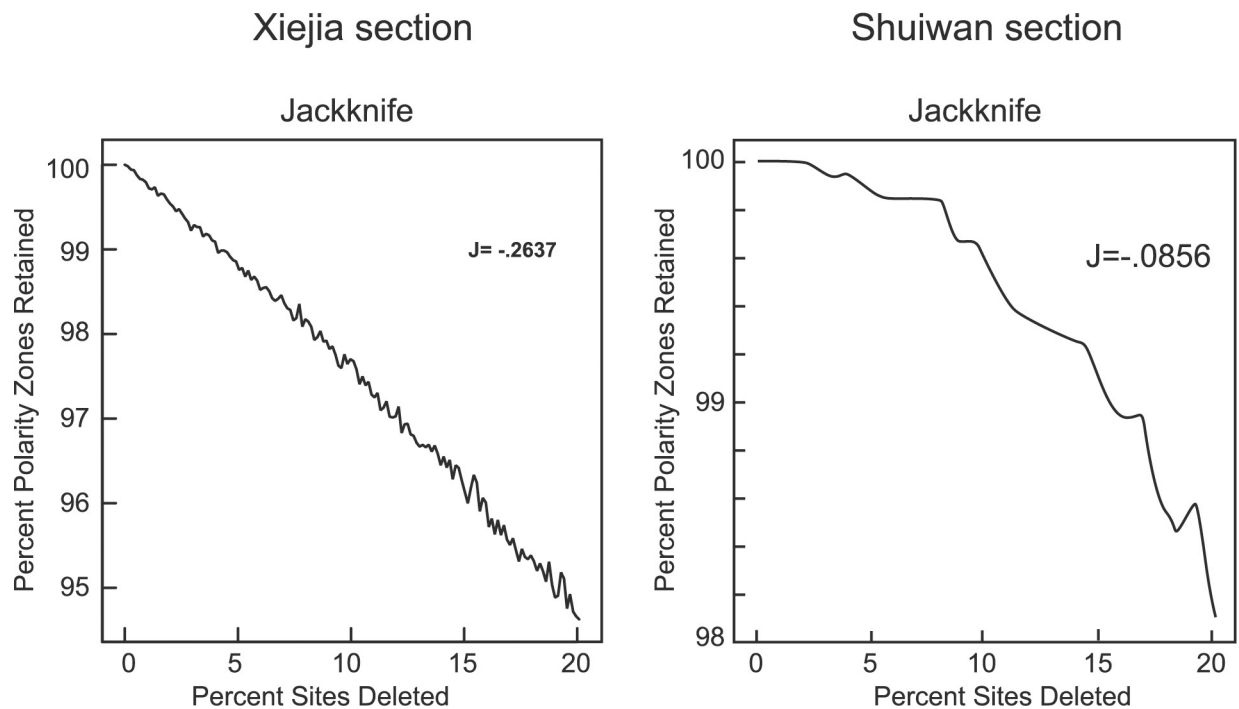 Xiejia section
Jackknife
Percent Polarity Zones Retained
100
99
98
97
96
95
J= -.2637
0 5 10 15 20
Percent Sites Deleted
Shuiwan section
Jackknife
Percent Polarity Zones Retained
100
99
98
J=-.0856
0 5 10 15 20
Percent Sites Deleted